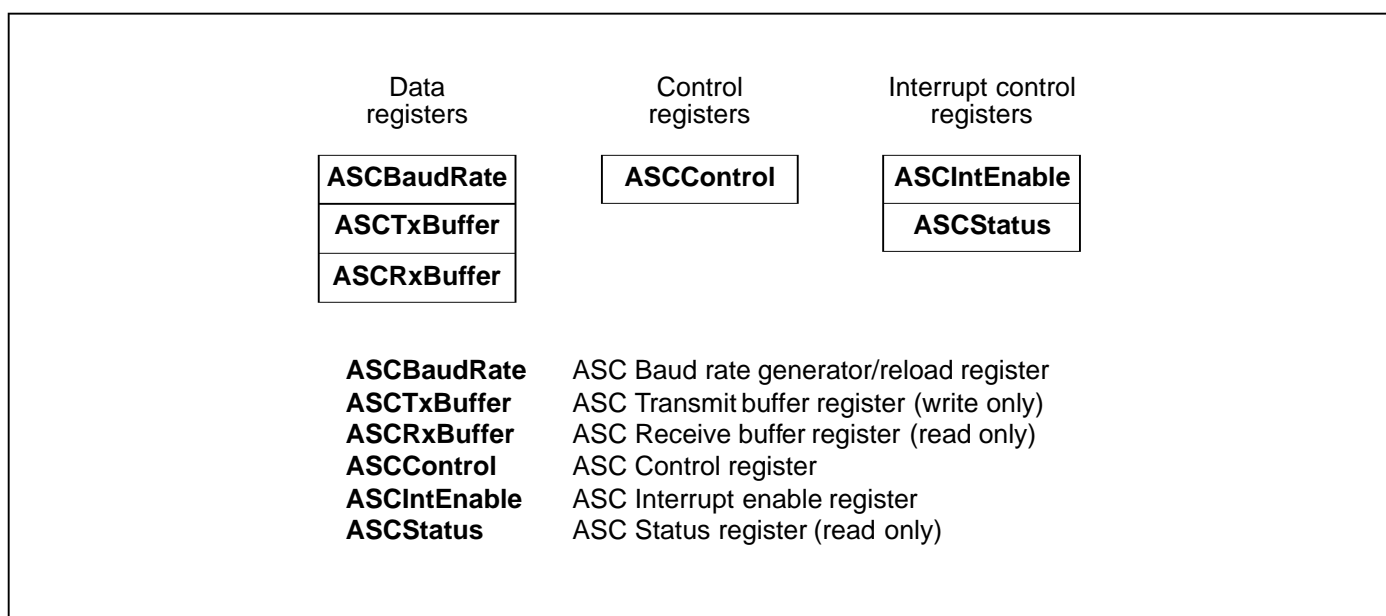 Data registers
Control registers
Interrupt control registers
ASCBaudRate
ASCTxBuffer
ASCRxBuffer
ASCControl
ASCIntEnable
ASCStatus
ASCBaudRate ASC Baud rate generator/reload register
ASCTxBuffer ASC Transmit buffer register (write only)
ASCRxBuffer ASC Receive buffer register (read only)
ASCControl ASC Control register
ASCIntEnable ASC Interrupt enable register
ASCStatus ASC Status register (read only)